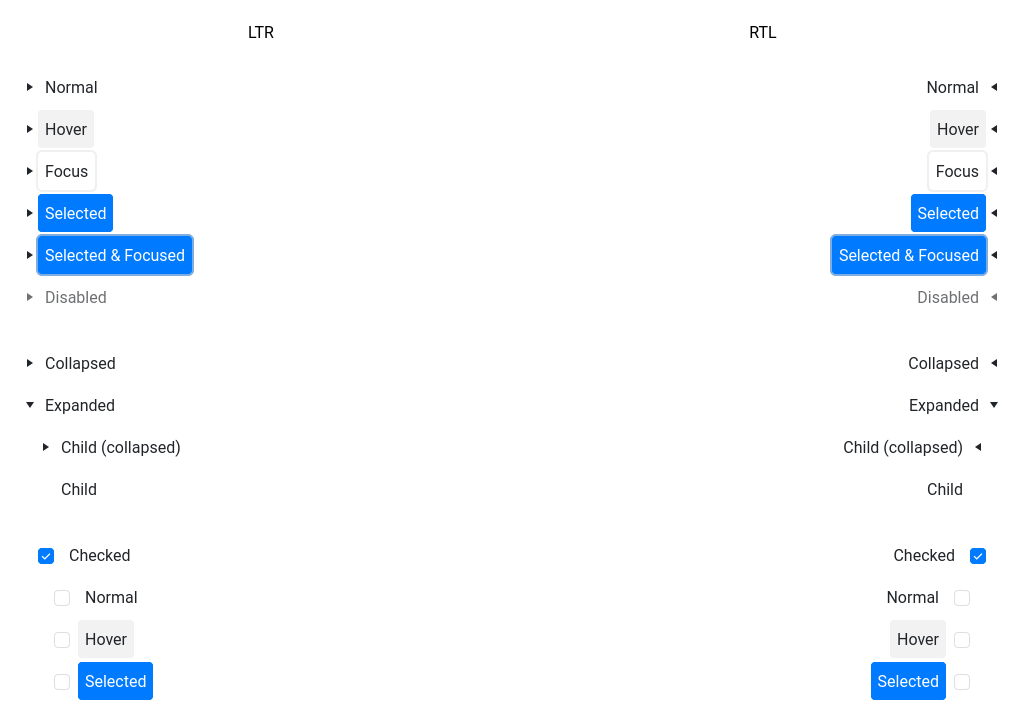 LTR
Normal
Hover
Focus
Selected
Selected & Focused
Disabled
Collapsed
Expanded
Child (collapsed)
Child
Checked
Normal
Hover
Selected
RTL
Normal
Hover
Focus
Selected
Selected & Focused
Disabled
Collapsed
Expanded
Child (collapsed)
Child
Checked
Normal
Hover
Selected